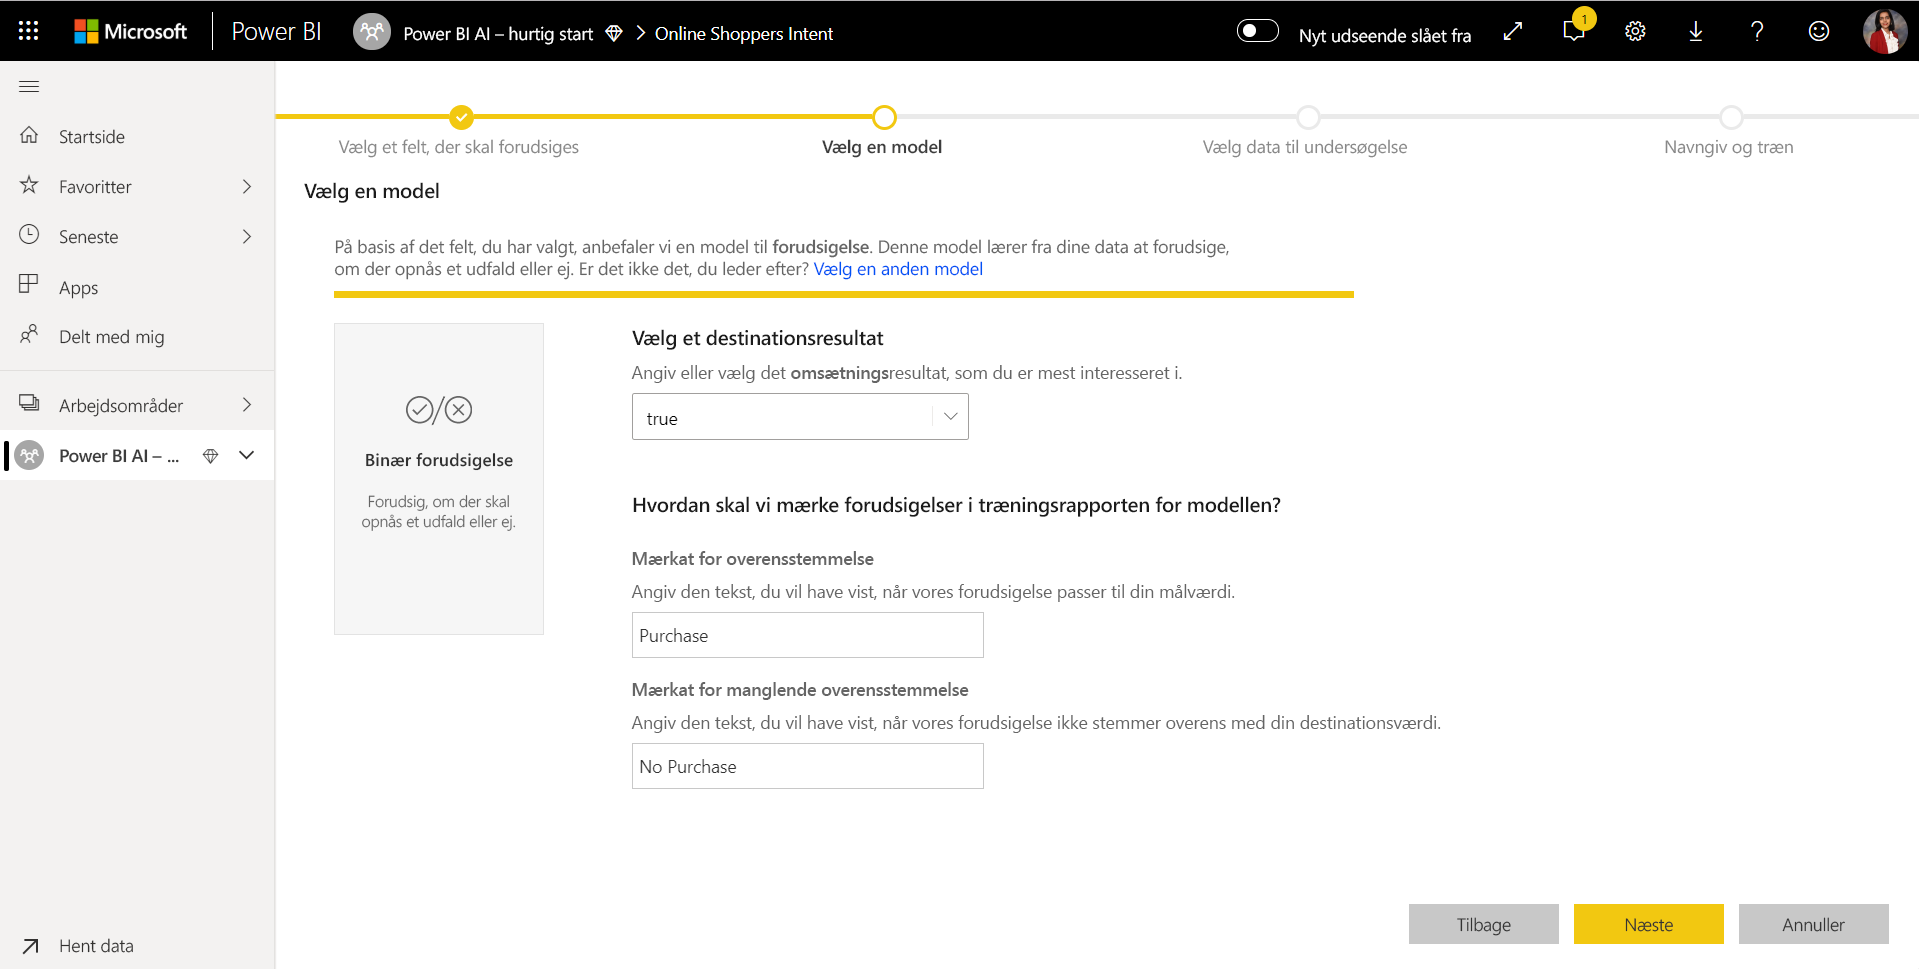 Microsoft
Power BI
Power BI AI – hurtig start
Online Shoppers Intent
Nyt udseende slået fra
1
Startside
Favoritter
Seneste
Apps
Delt med mig
Arbejdsområder
Power BI AI – ...
Hent data
Vælg et felt, der skal forudsiges
Vælg en model
Vælg data til undersøgelse
Navngiv og træn
Vælg en model
På basis af det felt, du har valgt, anbefaler vi en model til forudsigelse. Denne model lærer fra dine data at forudsige,
om der opnås et udfald eller ej. Er det ikke det, du leder efter? Vælg en anden model
Binær forudsigelse
Forudsig, om der skal
opnås et udfald eller ej.
Vælg et destinationsresultat
Angiv eller vælg det omsætningsresultat, som du er mest interesseret i.
true
Hvordan skal vi mærke forudsigelser i træningsrapporten for modellen?
Mærkat for overensstemmelse
Angiv den tekst, du vil have vist, når vores forudsigelse passer til din målværdi.
Purchase
Mærkat for manglende overensstemmelse
Angiv den tekst, du vil have vist, når vores forudsigelse ikke stemmer overens med din destinationsværdi.
No Purchase
Tilbage
Næste
Annuller